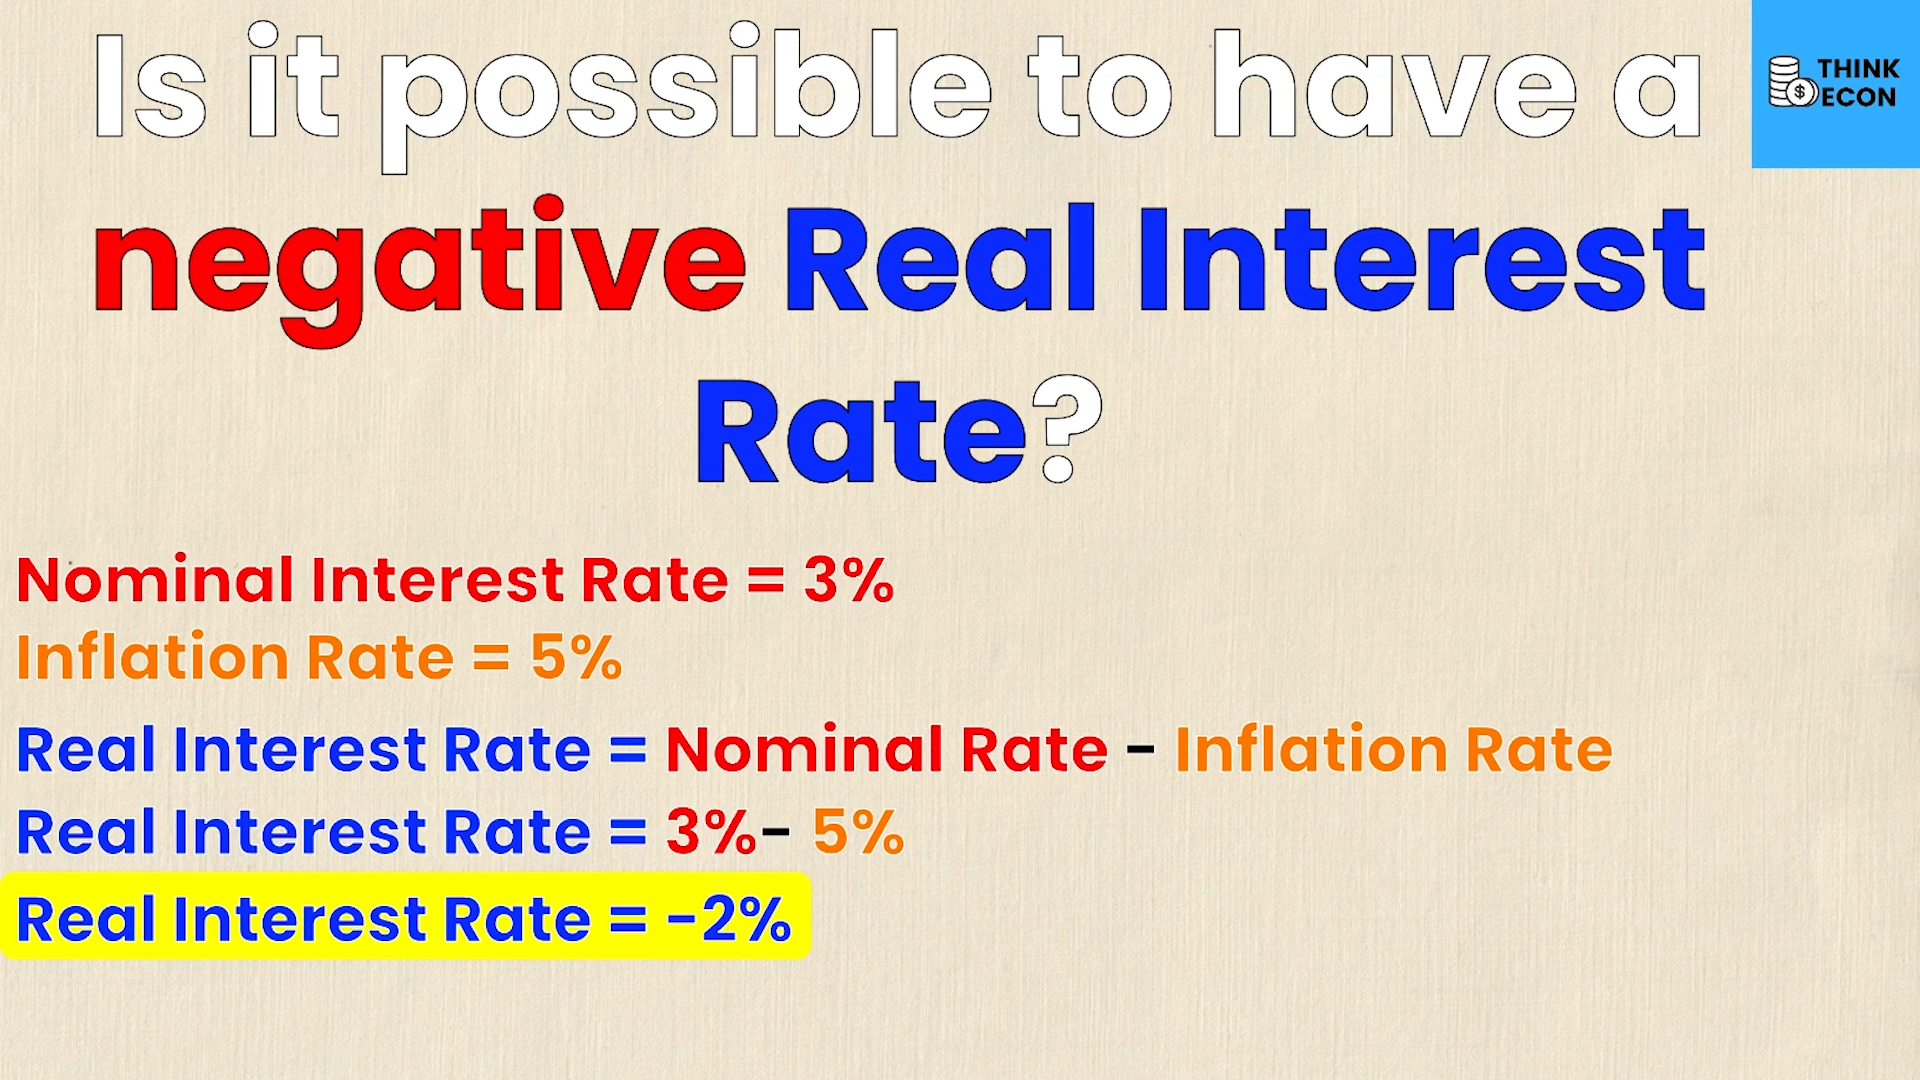 Is it possible to have a
negative Real Interest
Rate?
THINK
ECON
$
Nominal Interest Rate = 3%
Inflation Rate = 5%
Real Interest Rate = Nominal Rate - Inflation Rate
Real Interest Rate = 3%- 5%
Real Interest Rate = -2%